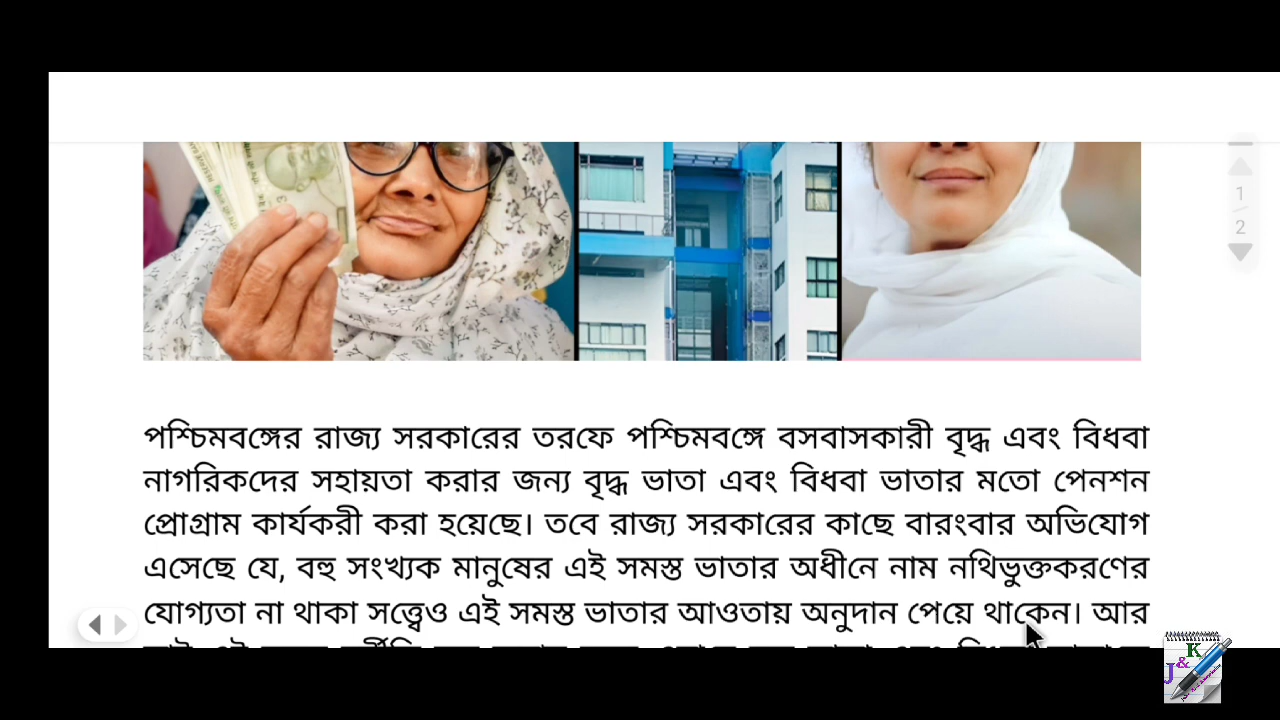 পশ্চিমবঙ্গের রাজ্য সরকারের তরফে পশ্চিমবঙ্গে বসবাসকারী বৃদ্ধ এবং বিধবা
নাগরিকদের সহায়তা করার জন্য বৃদ্ধ ভাতা এবং বিধবা ভাতার মতো পেনশন
প্রোগ্রাম কার্যকরী করা হয়েছে। তবে রাজ্য সরকারের কাছে বারংবার অভিযোগ
এসেছে যে, বহু সংখ্যক মানুষের এই সমস্ত ভাতার অধীনে নাম নথিভুক্তকরণের
যোগ্যতা না থাকা সত্ত্বেও এই সমস্ত ভাতার আওতায় অনুদান পেয়ে থাকেন। আর
1
2
J&K